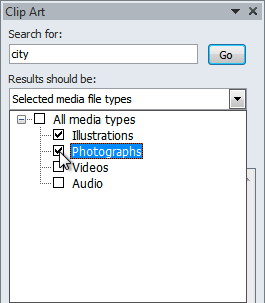 Clip Art
Search for:
city
Go
Results should be:
Selected media file types
All media types
Illustrations
Photographs
Videos
Audio